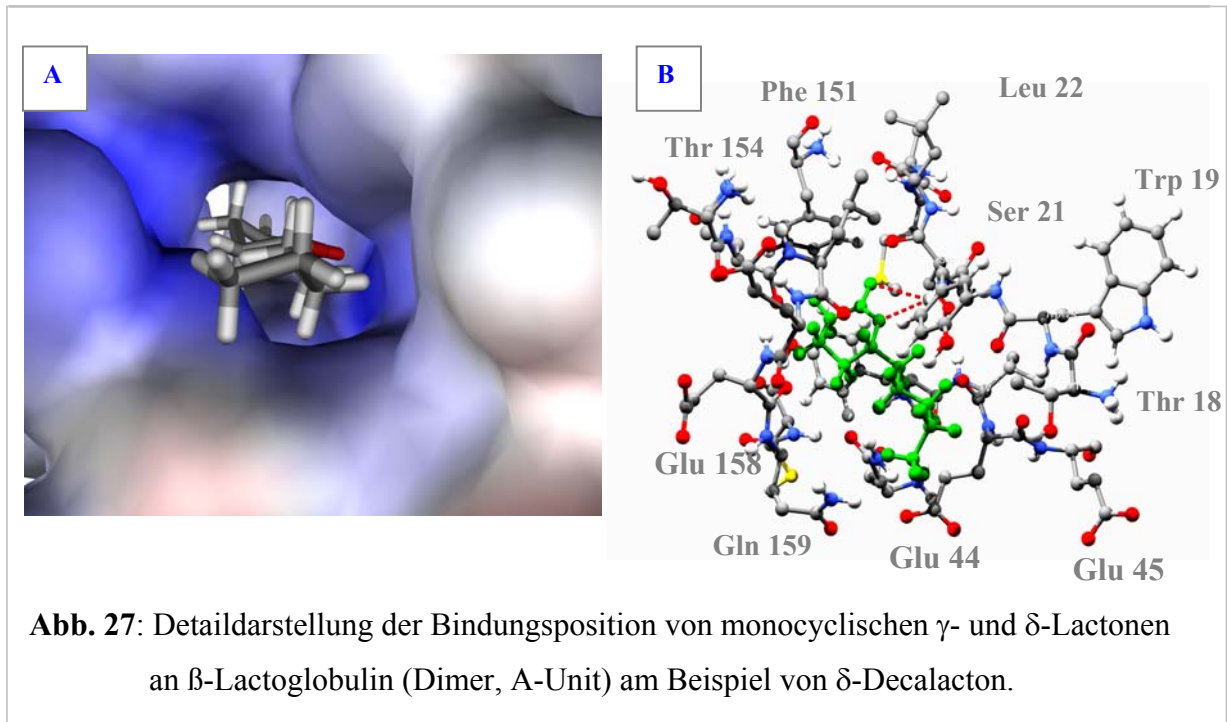 A
B
Phe 151
Leu 22
Thr 154
Trp 19
Ser 21
Thr 18
Glu 158
Gln 159
Glu 44
Glu 45
Abb. 27: Detaildarstellung der Bindungsposition von monocyclischen γ- und δ-Lactonen
an ß-Lactoglobulin (Dimer, A-Unit) am Beispiel von δ-Decalacton.